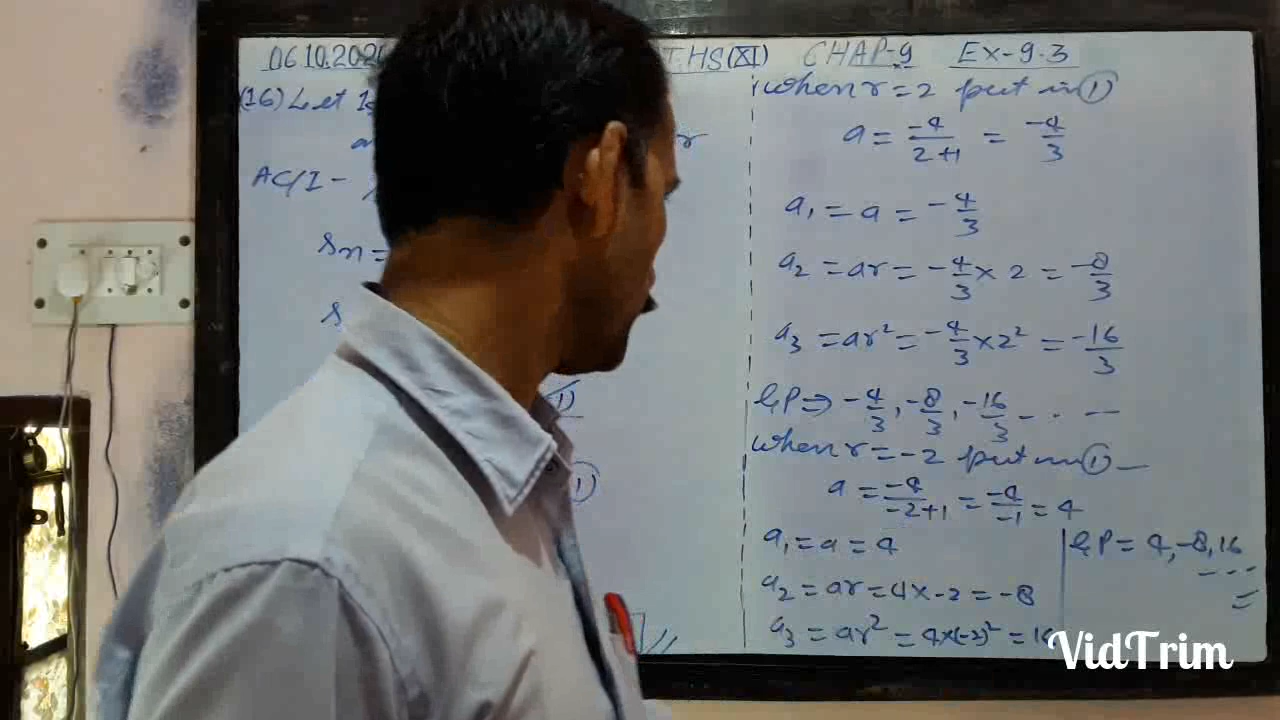 06.10.2020 THS(XI) CHAP-9 Ex-9.3
(16) Let
AC/I -
Sn =
S
①
①
when r = 2 put in ①
a = -4/2+1 = -4/3
a₁ = a = -4/3
a₂ = ar = -4/3 × 2 = -8/3
a₃ = ar² = -4/3 × 2² = -16/3
GP ⇒ -4/3, -8/3, -16/3 - . -
when r = -2 put in ① -
a = -4/-2+1 = -4/-1 = 4
a₁ = a = 4
a₂ = ar = 4 × -2 = -8
a₃ = ar² = 4×(-2)² = 16
GP = 4, -8, 16
- - - -
=
VidTrim